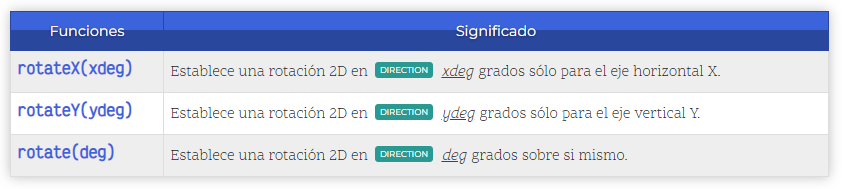 Funciones Significado
rotateX(xdeg) Establece una rotación 2D en DIRECTION xdeg grados sólo para el eje horizontal X.
rotateY(ydeg) Establece una rotación 2D en DIRECTION ydeg grados sólo para el eje vertical Y.
rotate(deg) Establece una rotación 2D en DIRECTION deg grados sobre si mismo.